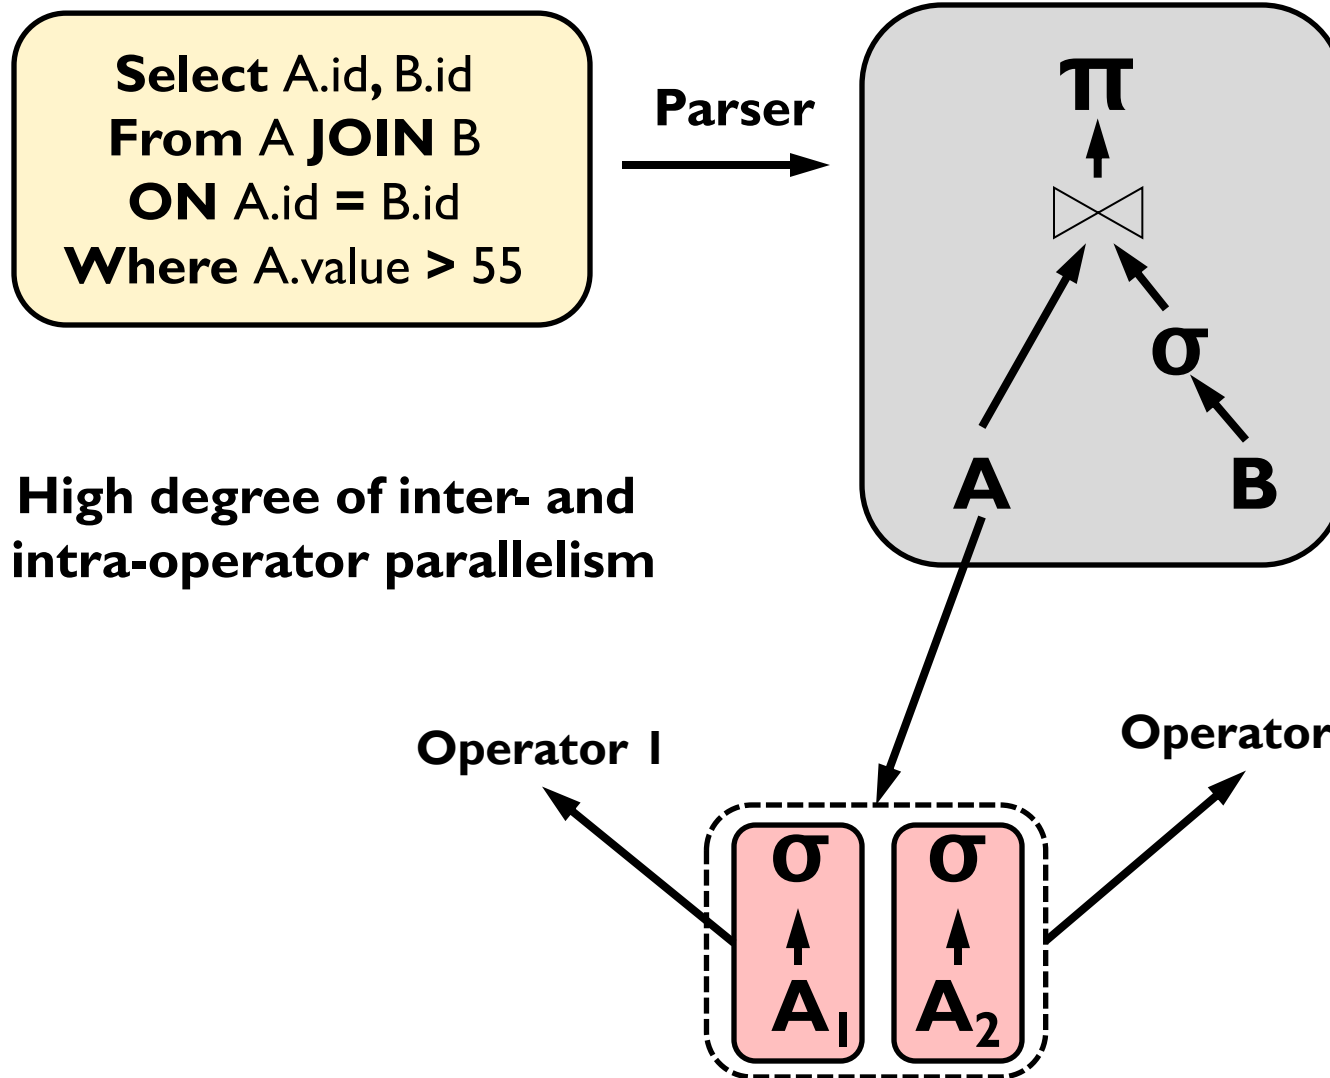 Select A.id, B.id
From A JOIN B
ON A.id = B.id
Where A.value > 55
Parser
π
⋈
σ
A
B
High degree of inter- and
intra-operator parallelism
Operator 1
Operator
σ
σ
A1
A2